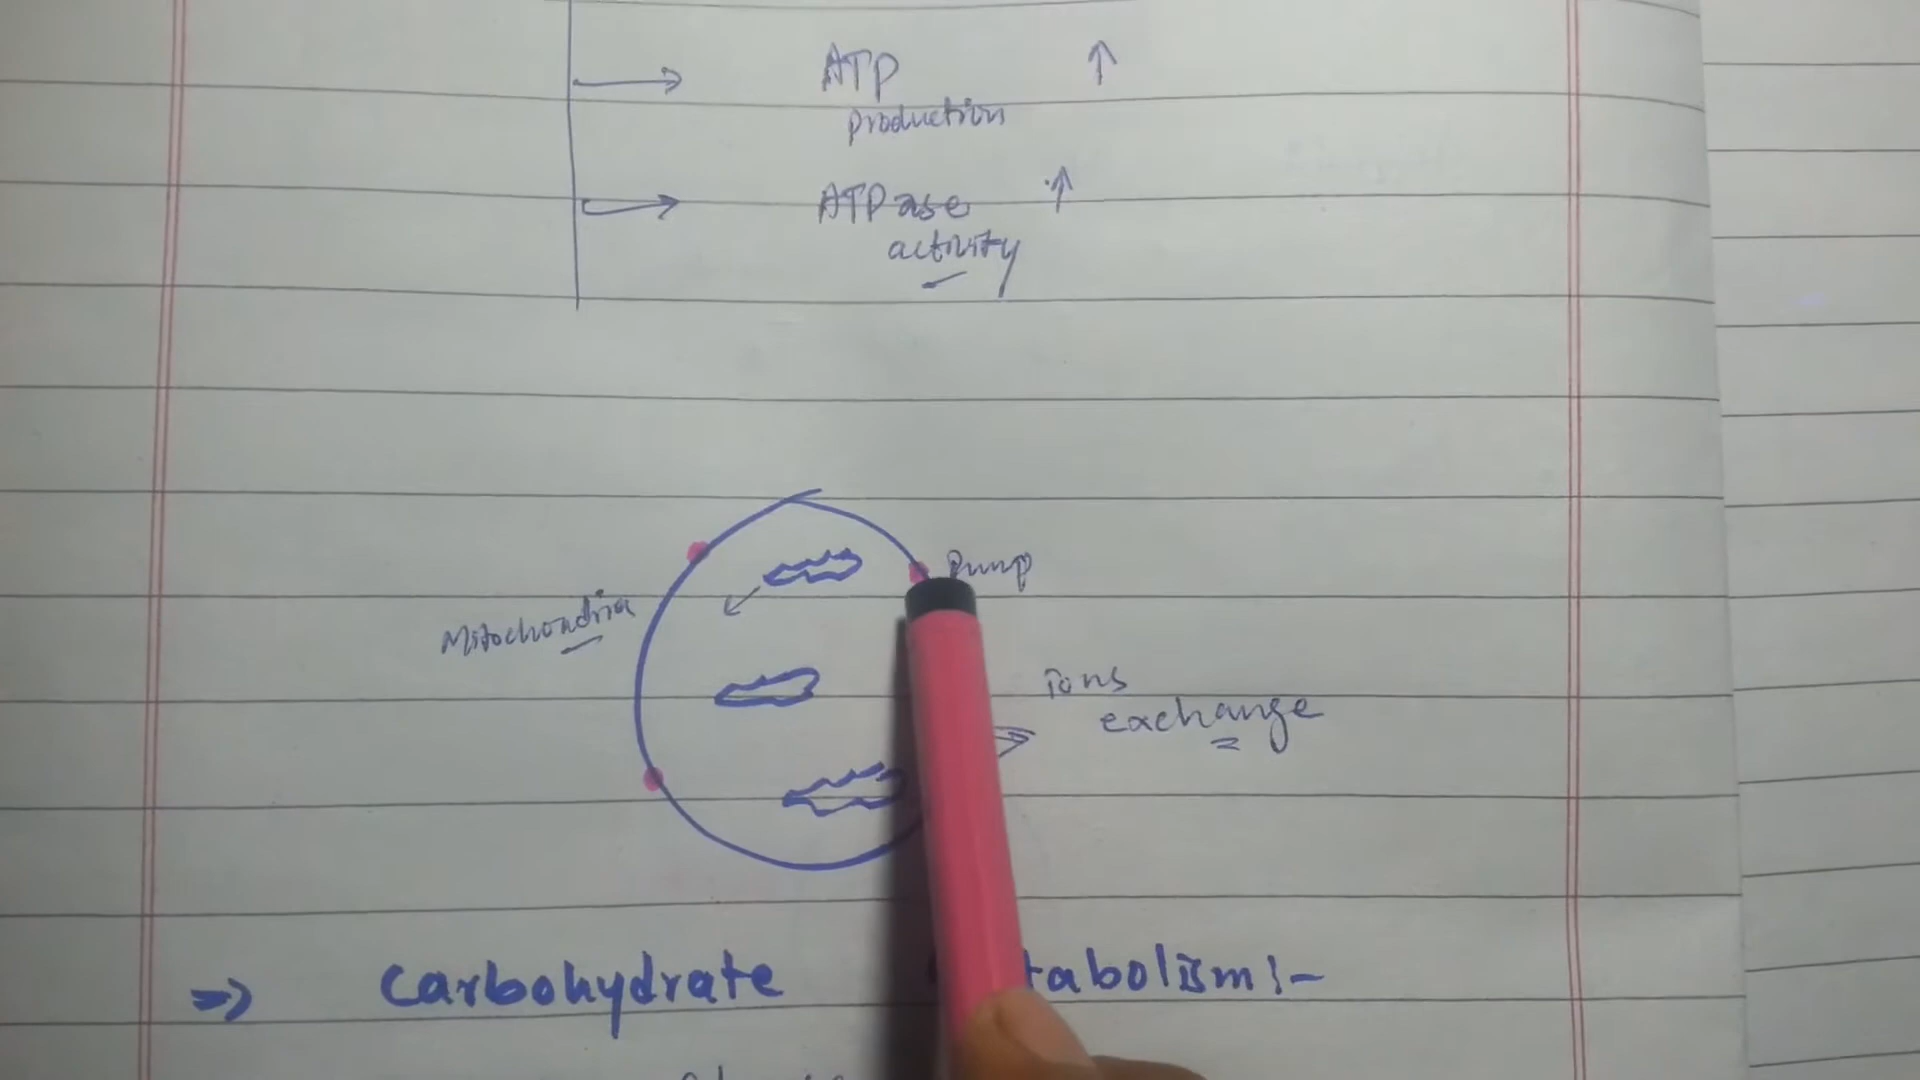 ATP ↑
production
ATPase ↑
activity
Pump
Mitochondria
ions
exchange
⇒ Carbohydrate tabolism :-